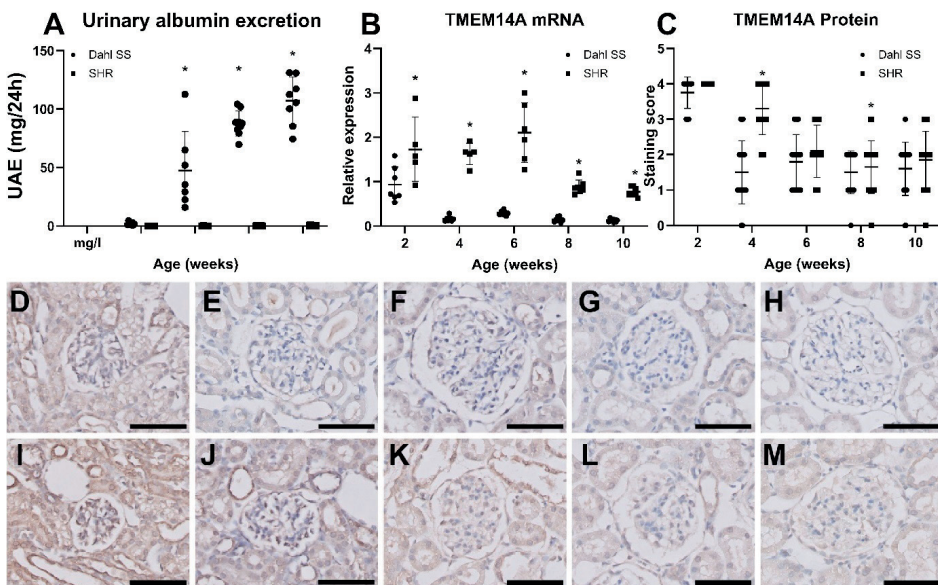 A
Urinary albumin excretion
Dahl SS
SHR
*
*
*
150
100
50
0
UAE (mg/24h)
mg/l
Age (weeks)
B
TMEM14A mRNA
Dahl SS
SHR
*
*
*
*
*
4
3
2
1
0
Relative expression
2 4 6 8 10
Age (weeks)
C
TMEM14A Protein
Dahl SS
SHR
*
*
5
4
3
2
1
0
Staining score
2 4 6 8 10
Age (weeks)
D E F G H
I J K L M